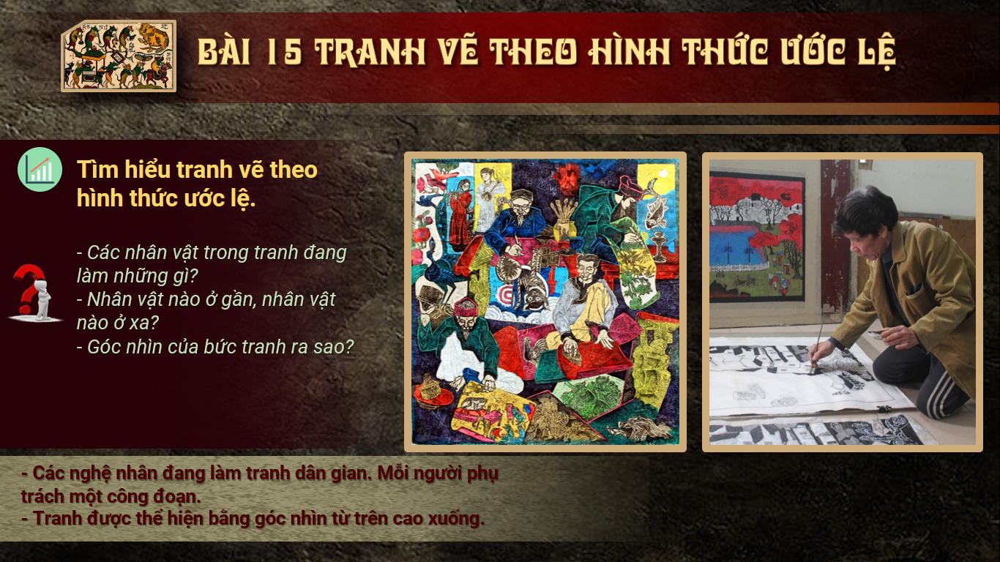 BÀI 15 TRANH VẼ THEO HÌNH THỨC ƯỚC LỆ
Tìm hiểu tranh vẽ theo
hình thức ước lệ.
- Các nhân vật trong tranh đang
làm những gì?
- Nhân vật nào ở gần, nhân vật
nào ở xa?
- Góc nhìn của bức tranh ra sao?
- Các nghệ nhân đang làm tranh dân gian. Mỗi người phụ
trách một công đoạn.
- Tranh được thể hiện bằng góc nhìn từ trên cao xuống.